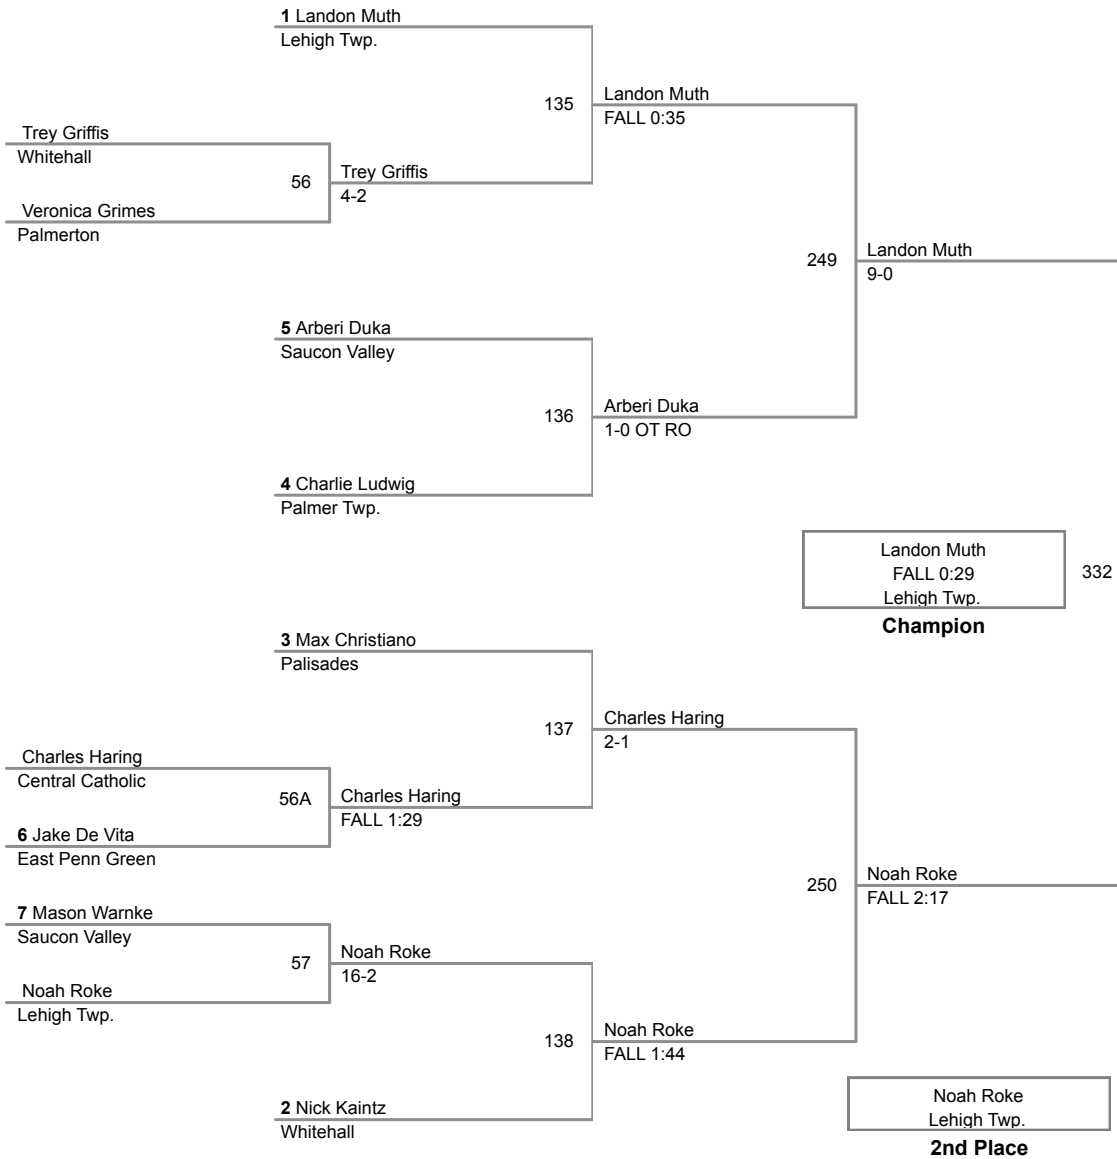 1 Landon Muth
Lehigh Twp.
135
Landon Muth
FALL 0:35
Trey Griffis
Whitehall
56
Trey Griffis
4-2
Veronica Grimes
Palmerton
249
Landon Muth
9-0
5 Arberi Duka
Saucon Valley
136
Arberi Duka
1-0 OT RO
4 Charlie Ludwig
Palmer Twp.
Landon Muth
FALL 0:29
Lehigh Twp.
332
Champion
3 Max Christiano
Palisades
137
Charles Haring
2-1
Charles Haring
Central Catholic
56A
Charles Haring
FALL 1:29
6 Jake De Vita
East Penn Green
250
Noah Roke
FALL 2:17
7 Mason Warnke
Saucon Valley
57
Noah Roke
16-2
Noah Roke
Lehigh Twp.
138
Noah Roke
FALL 1:44
2 Nick Kaintz
Whitehall
Noah Roke
Lehigh Twp.
2nd Place